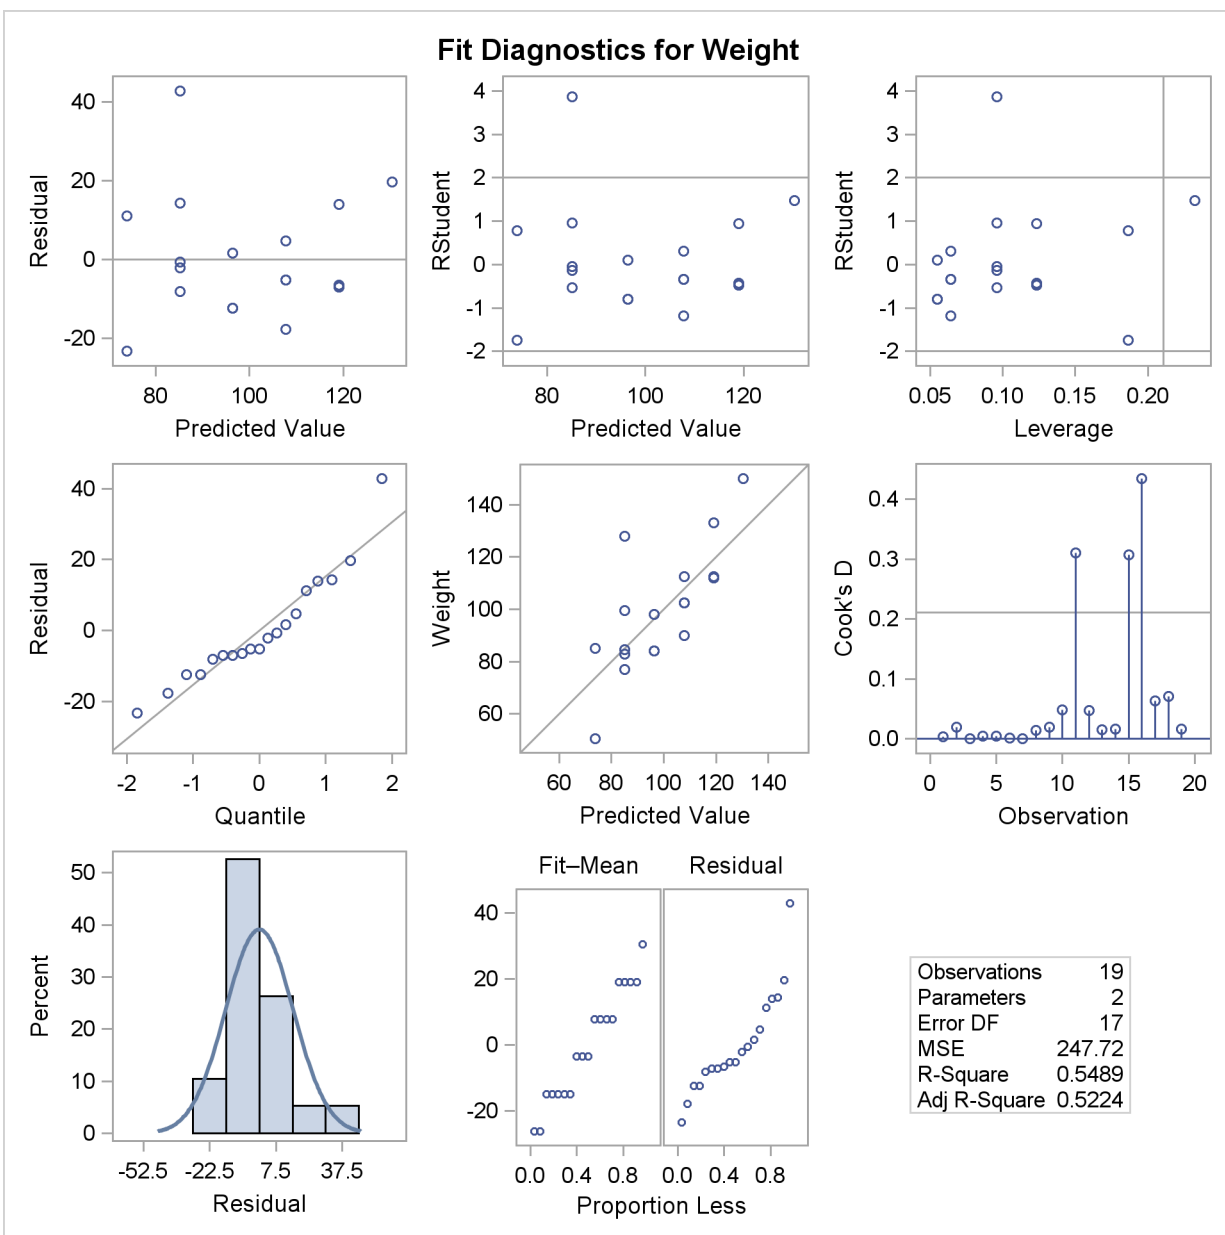 Fit Diagnostics for Weight
40
20
0
-20
Residual
80 100 120
Predicted Value
4
3
2
1
0
-1
-2
RStudent
80 100 120
Predicted Value
4
3
2
1
0
-1
-2
RStudent
0.05 0.10 0.15 0.20
Leverage
40
20
0
-20
Residual
-2 -1 0 1 2
Quantile
140
120
100
80
60
Weight
60 80 100 120 140
Predicted Value
0.4
0.3
0.2
0.1
0.0
Cook's D
0 5 10 15 20
Observation
50
40
30
20
10
0
Percent
-52.5 -22.5 7.5 37.5
Residual
Fit–Mean Residual
40
20
0
-20
0.0 0.4 0.8 0.0 0.4 0.8
Proportion Less
Observations 19
Parameters 2
Error DF 17
MSE 247.72
R-Square 0.5489
Adj R-Square 0.5224